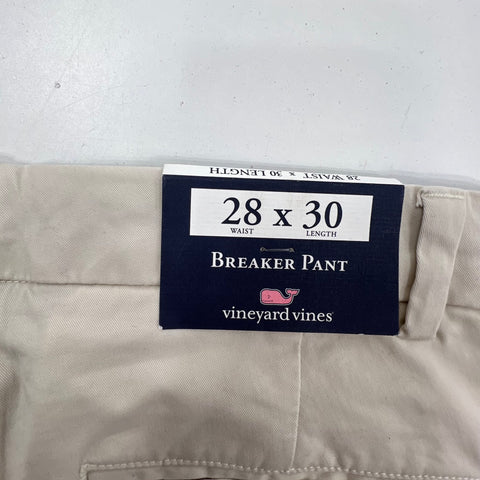 28 WAIST x 30 LENGTH
28 x 30
WAIST LENGTH
BREAKER PANT
vineyard vines®